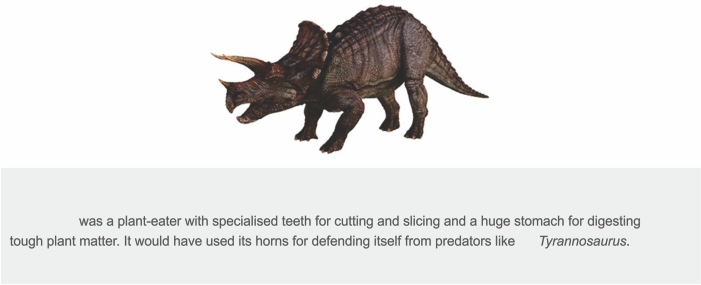 was a plant-eater with specialised teeth for cutting and slicing and a huge stomach for digesting
tough plant matter. It would have used its horns for defending itself from predators like Tyrannosaurus.